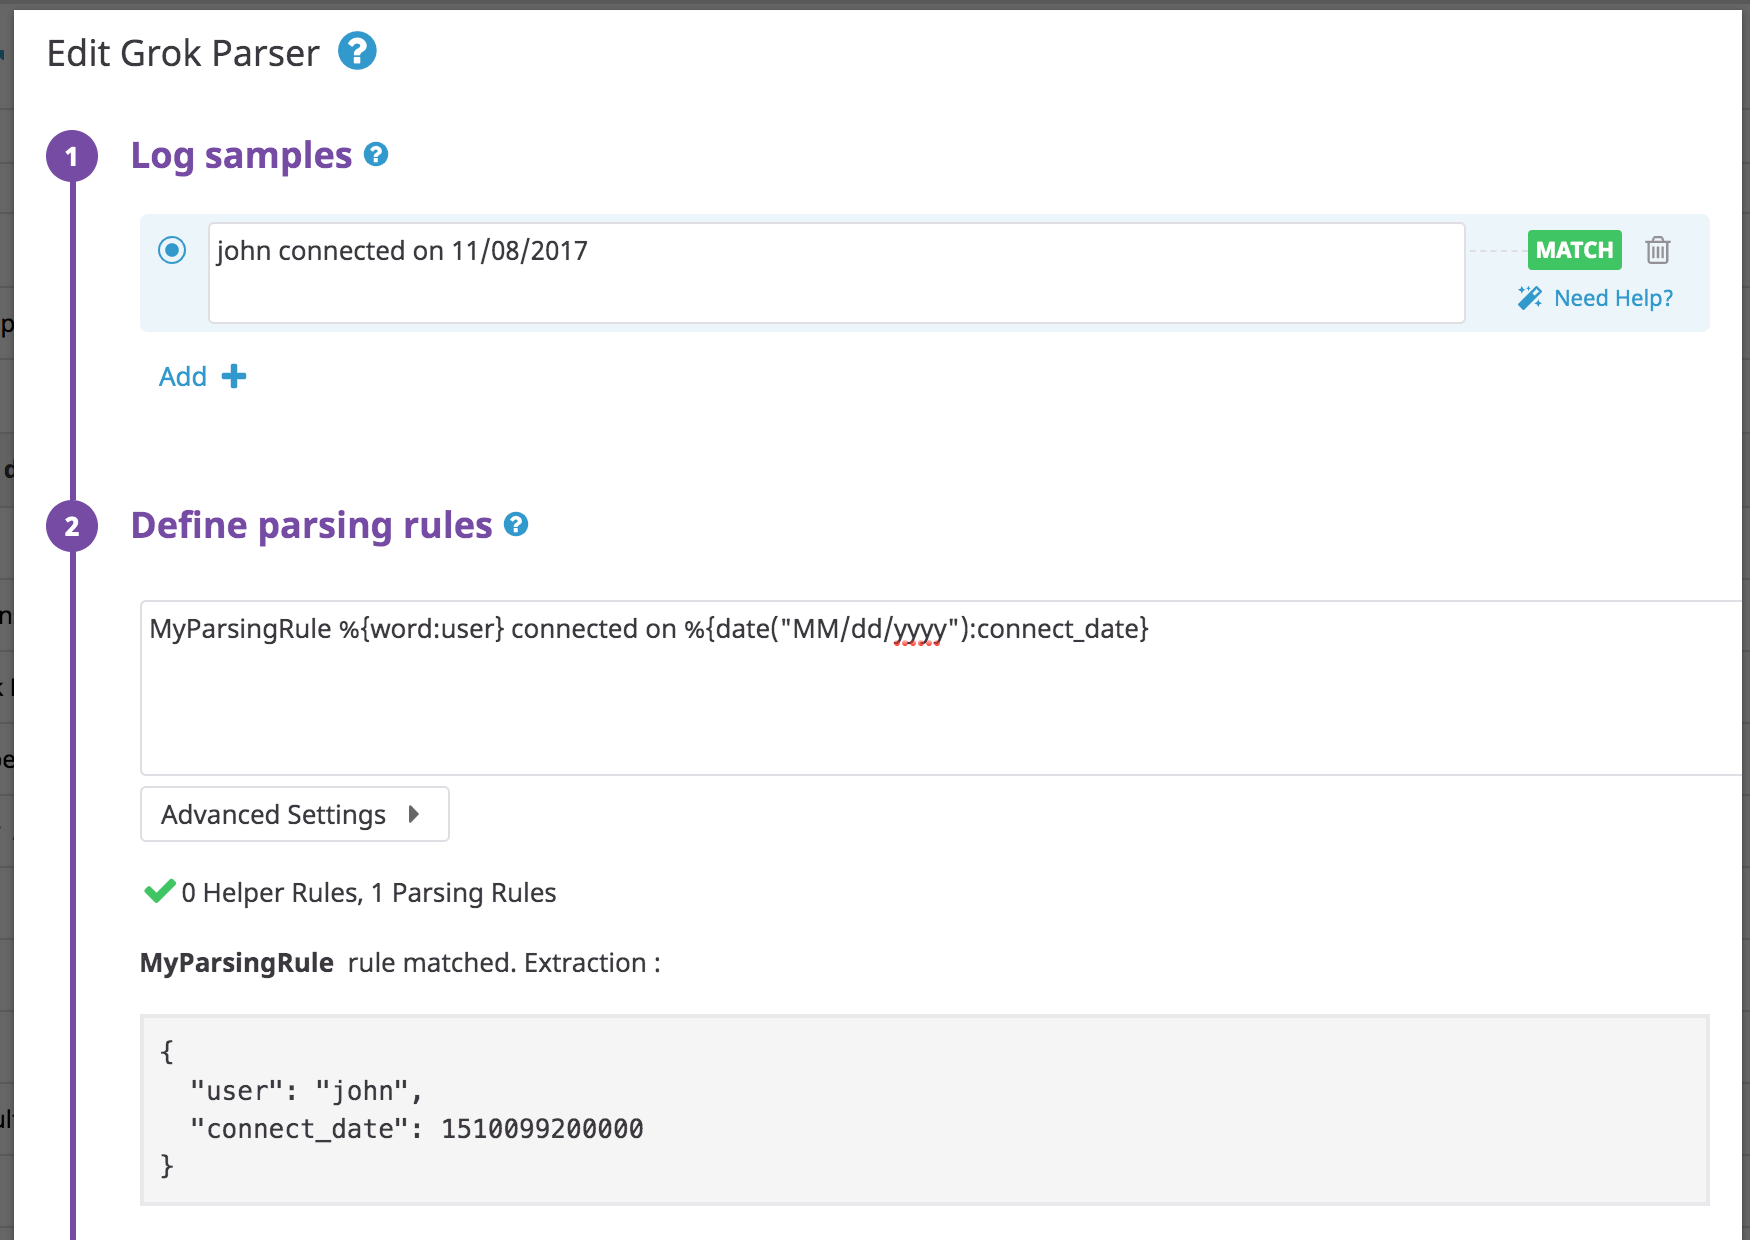 Edit Grok Parser ?
1 Log samples ?
john connected on 11/08/2017
MATCH
Need Help?
Add +
2 Define parsing rules ?
MyParsingRule %{word:user} connected on %{date("MM/dd/yyyy"):connect_date}
Advanced Settings
0 Helper Rules, 1 Parsing Rules
MyParsingRule rule matched. Extraction :
{
"user": "john",
"connect_date": 1510099200000
}